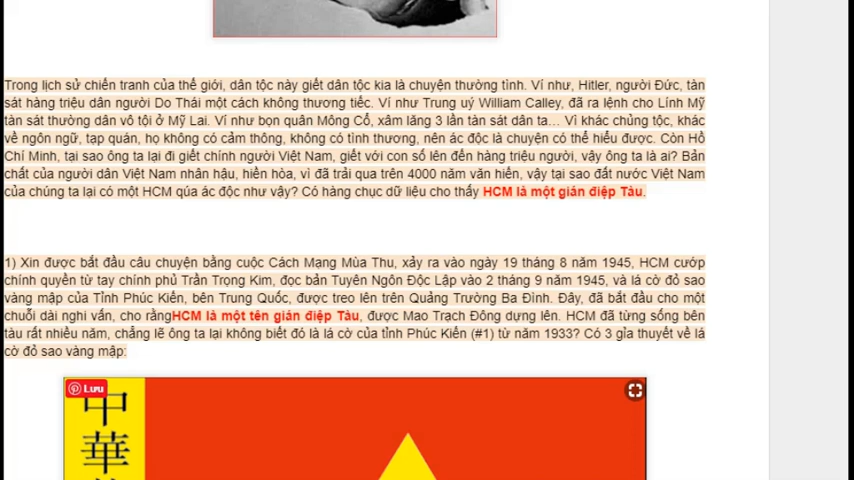 Trong lịch sử chiến tranh của thế giới, dân tộc này giết dân tộc kia là chuyện thường tình. Ví như, Hitler, người Đức, tàn
sát hàng triệu dân người Do Thái một cách không thương tiếc. Ví như Trung uý William Calley, đã ra lệnh cho Lính Mỹ
tàn sát thường dân vô tội ở Mỹ Lai. Ví như bọn quân Mông Cổ, xâm lăng 3 lần tàn sát dân ta... Vì khác chủng tộc, khác
về ngôn ngữ, tạp quán, họ không có cảm thông, không có tình thương, nên ác độc là chuyện có thể hiểu được. Còn Hồ
Chí Minh, tại sao ông ta lại đi giết chính người Việt Nam, giết với con số lên đến hàng triệu người, vậy ông ta là ai? Bản
chất của người dân Việt Nam nhân hậu, hiền hòa, vì đã trải qua trên 4000 năm văn hiến, vậy tại sao đất nước Việt Nam
của chúng ta lại có một HCM qúa ác độc như vậy? Có hàng chục dữ liệu cho thấy HCM là một gián điệp Tàu.
1) Xin được bắt đầu câu chuyện bằng cuộc Cách Mạng Mùa Thu, xảy ra vào ngày 19 tháng 8 năm 1945, HCM cướp
chính quyền từ tay chính phủ Trần Trọng Kim, đọc bản Tuyên Ngôn Độc Lập vào 2 tháng 9 năm 1945, và lá cờ đỏ sao
vàng mập của Tỉnh Phúc Kiến, bên Trung Quốc, được treo lên trên Quảng Trường Ba Đình. Đây, đã bắt đầu cho một
chuỗi dài nghi vấn, cho rằngHCM là một tên gián điệp Tàu, được Mao Trạch Đông dựng lên. HCM đã từng sống bên
tàu rất nhiều năm, chẳng lẽ ông ta lại không biết đó là lá cờ của tỉnh Phúc Kiến (#1) từ năm 1933? Có 3 gỉa thuyết về lá
cờ đỏ sao vàng mập:
Lưu
中
華